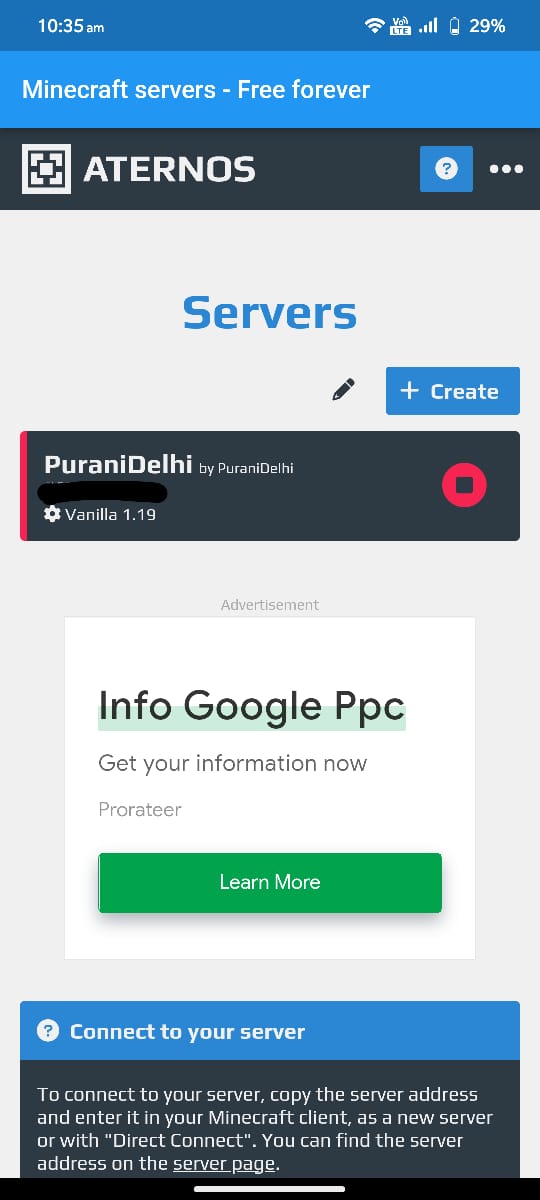 10:35 am
Vo) LTE 29%
Minecraft servers - Free forever
ATERNOS
?
Servers
+ Create
PuraniDelhi by PuraniDelhi
Vanilla 1.19
Advertisement
Info Google Ppc
Get your information now
Prorateer
Learn More
? Connect to your server
To connect to your server, copy the server address
and enter it in your Minecraft client, as a new server
or with "Direct Connect". You can find the server
address on the server page.